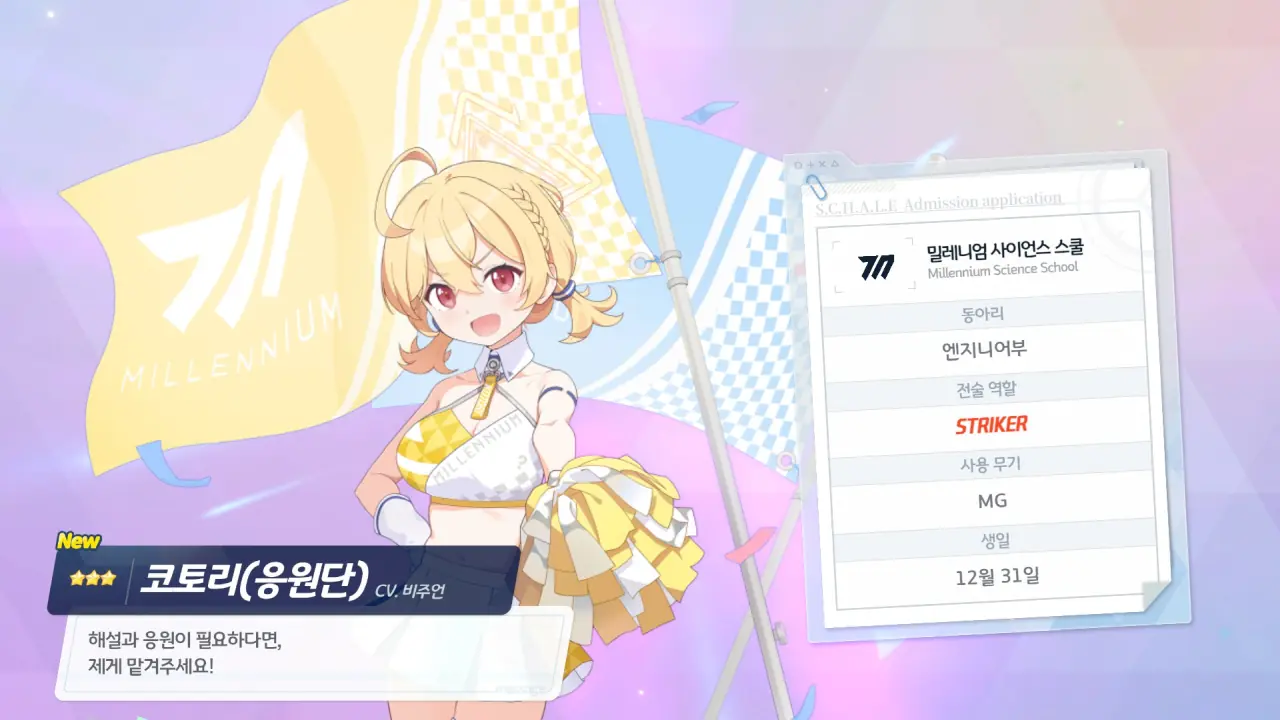 MILLENNIUM
MILLENNIUM
New
코토리(응원단) CV. 비주언
해설과 응원이 필요하다면,
제게 맡겨주세요!
S.C.H.A.L.E Admission application
밀레니엄 사이언스 스쿨
Millennium Science School
동아리
엔지니어부
전술 역할
STRIKER
사용 무기
MG
생일
12월 31일